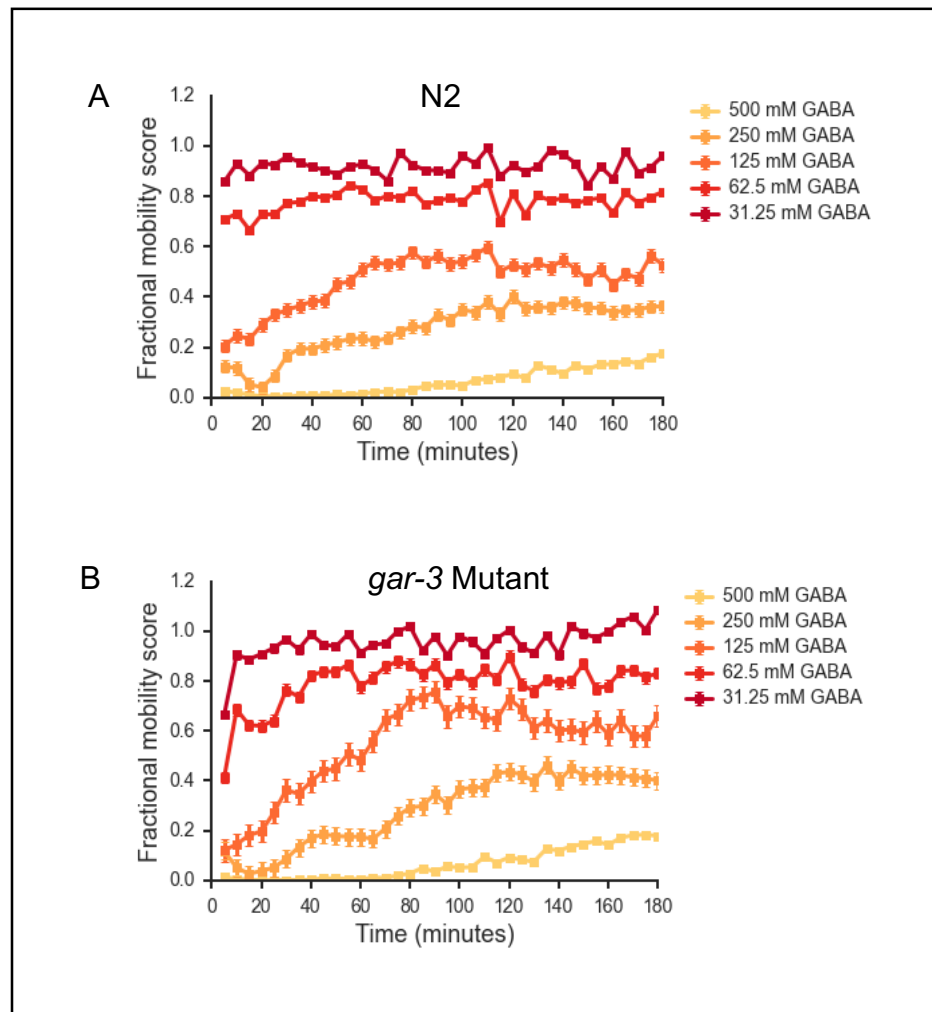 A
N2
Fractional mobility score
1.2
1.0
0.8
0.6
0.4
0.2
0.0
0 20 40 60 80 100 120 140 160 180
Time (minutes)
500 mM GABA
250 mM GABA
125 mM GABA
62.5 mM GABA
31.25 mM GABA
B
gar-3 Mutant
Fractional mobility score
1.2
1.0
0.8
0.6
0.4
0.2
0.0
0 20 40 60 80 100 120 140 160 180
Time (minutes)
500 mM GABA
250 mM GABA
125 mM GABA
62.5 mM GABA
31.25 mM GABA